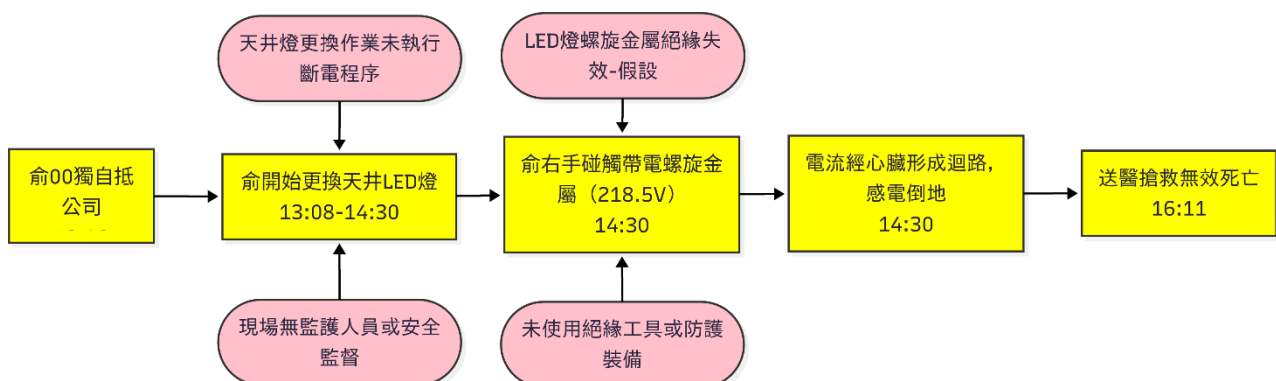 天井燈更換作業未執行
斷電程序
LED燈螺旋金屬絕緣失
效-假設
俞00獨自抵
公司
俞開始更換天井LED燈
13:08-14:30
俞右手碰觸帶電螺旋金
屬（218.5V）
14:30
電流經心臟形成迴路，
感電倒地
14:30
送醫搶救無效死亡
16:11
現場無監護人員或安全
監督
未使用絕緣工具或防護
裝備